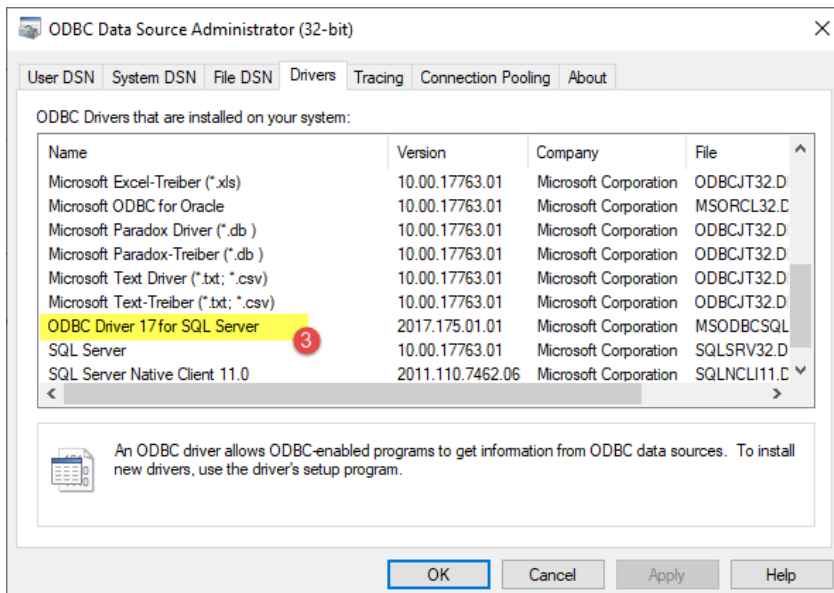 ODBC Data Source Administrator (32-bit)
User DSN System DSN File DSN Drivers Tracing Connection Pooling About
ODBC Drivers that are installed on your system:
Name Version Company File
Microsoft Excel-Treiber (*.xls) 10.00.17763.01 Microsoft Corporation ODBCJT32.D
Microsoft ODBC for Oracle 10.00.17763.01 Microsoft Corporation MSORCL32.D
Microsoft Paradox Driver (*.db ) 10.00.17763.01 Microsoft Corporation ODBCJT32.D
Microsoft Paradox-Treiber (*.db ) 10.00.17763.01 Microsoft Corporation ODBCJT32.D
Microsoft Text Driver (*.txt; *.csv) 10.00.17763.01 Microsoft Corporation ODBCJT32.D
Microsoft Text-Treiber (*.txt; *.csv) 10.00.17763.01 Microsoft Corporation ODBCJT32.D
ODBC Driver 17 for SQL Server 3 2017.175.01.01 Microsoft Corporation MSODBCSQL
SQL Server 10.00.17763.01 Microsoft Corporation SQLSRV32.D
SQL Server Native Client 11.0 2011.110.7462.06 Microsoft Corporation SQLNCLI11.D
An ODBC driver allows ODBC-enabled programs to get information from ODBC data sources. To install
new drivers, use the driver's setup program.
OK Cancel Apply Help